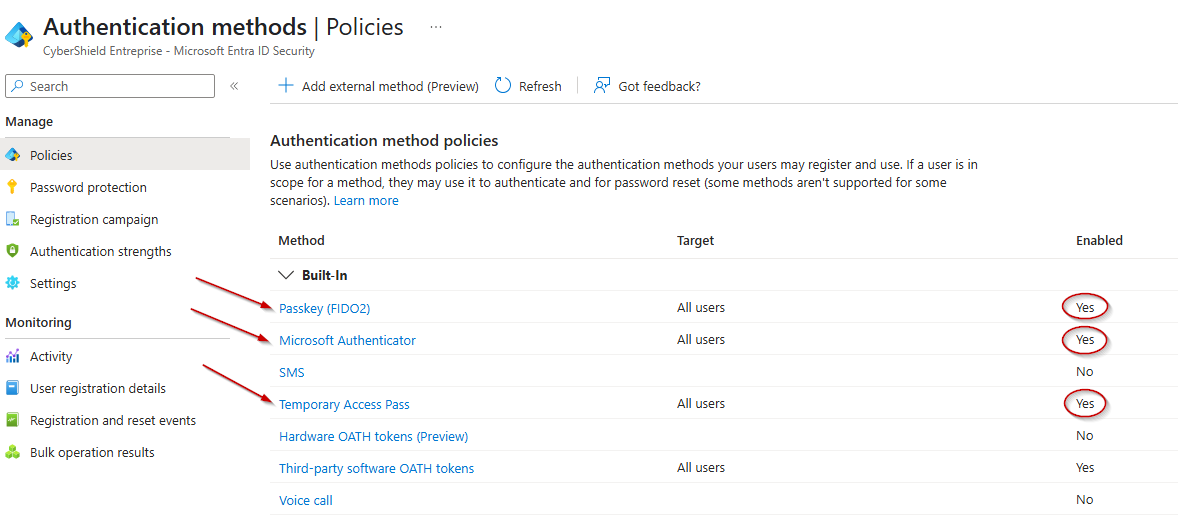 Authentication methods | Policies ...
CyberShield Entreprise - Microsoft Entra ID Security
Search
«
Add external method (Preview)
Refresh
Got feedback?
Manage
Policies
Password protection
Registration campaign
Authentication strengths
Settings
Monitoring
Activity
User registration details
Registration and reset events
Bulk operation results
Authentication method policies
Use authentication methods policies to configure the authentication methods your users may register and use. If a user is in
scope for a method, they may use it to authenticate and for password reset (some methods aren't supported for some
scenarios). Learn more
Method Target Enabled
Built-In
Passkey (FIDO2) All users Yes
Microsoft Authenticator All users Yes
SMS No
Temporary Access Pass All users Yes
Hardware OATH tokens (Preview) No
Third-party software OATH tokens All users Yes
Voice call No